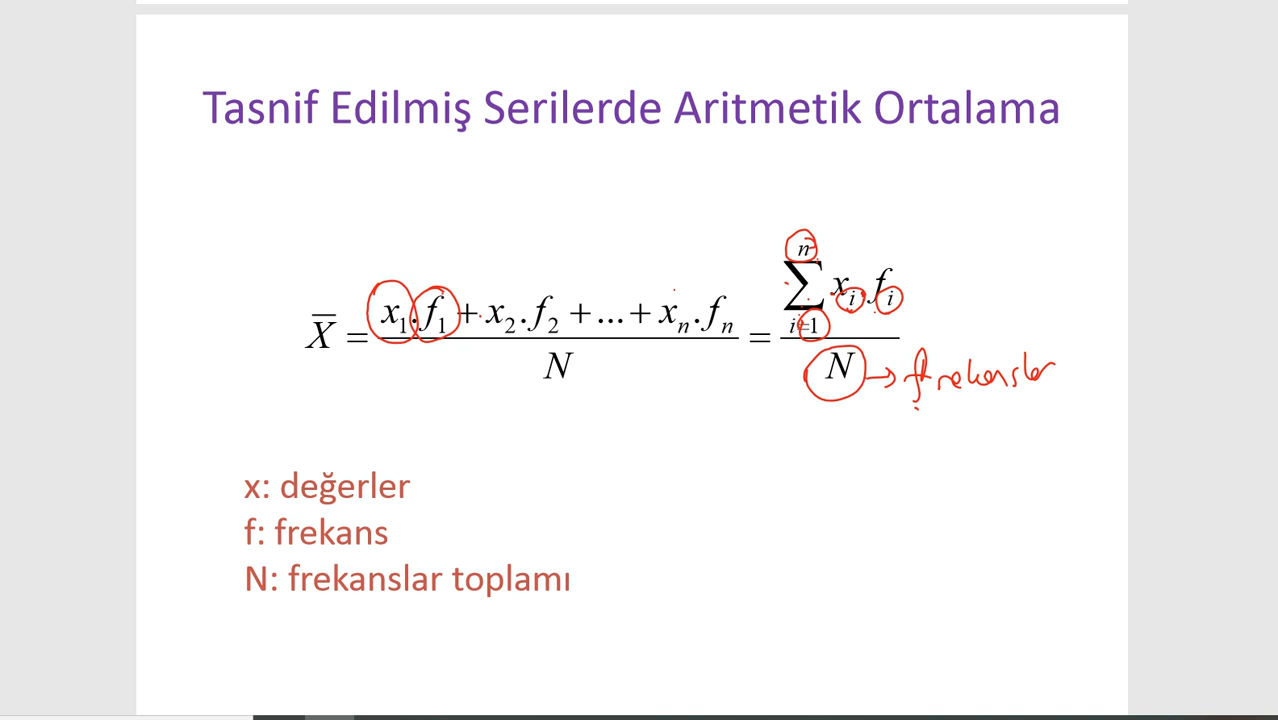 Tasnif Edilmiş Serilerde Aritmetik Ortalama
X̄ = (x₁.f₁ + x₂.f₂ + ... + xₙ.fₙ) / N = (∑ᵢ₌₁ⁿ xᵢ.fᵢ) / N → frekanslar
x: değerler
f: frekans
N: frekanslar toplamı